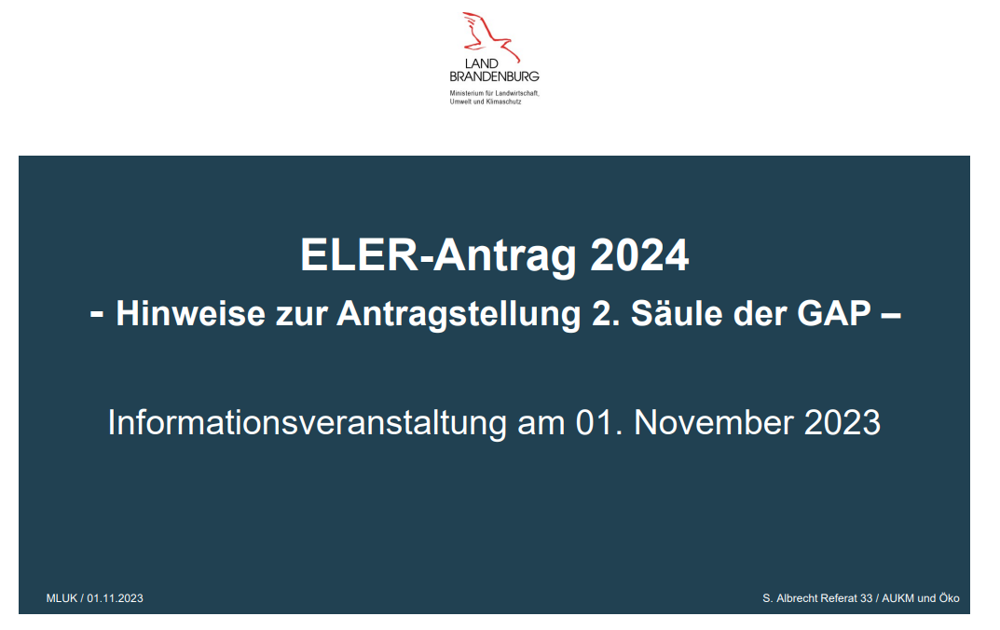 LAND
BRANDENBURG
Ministerium für Landwirtschaft,
Umwelt und Klimaschutz
ELER-Antrag 2024
- Hinweise zur Antragstellung 2. Säule der GAP –
Informationsveranstaltung am 01. November 2023
MLUK / 01.11.2023
S. Albrecht Referat 33 / AUKM und Öko